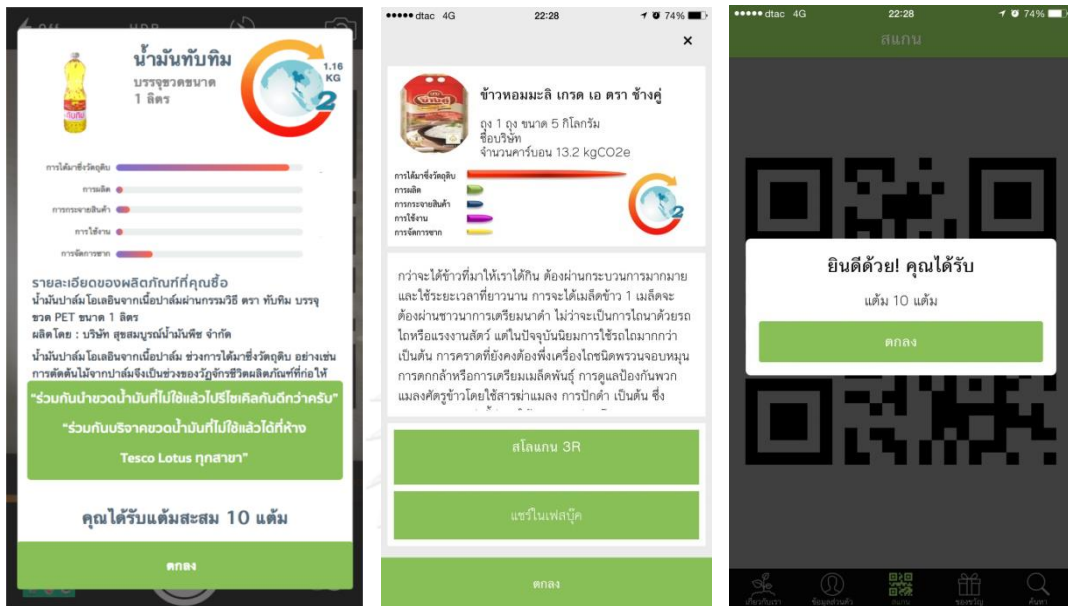 น้ำมันทับทิม
บรรจุขวดขนาด
1 ลิตร
1.16
KG
2
การได้มาซึ่งวัตถุดิบ
การผลิต
การกระจายสินค้า
การใช้งาน
การจัดการซาก
รายละเอียดของผลิตภัณฑ์ที่คุณซื้อ
น้ำมันปาล์มโอเลอินจากเนื้อปาล์มผ่านกรรมวิธี ตรา ทับทิม บรรจุ
ขวด PET ขนาด 1 ลิตร
ผลิตโดย : บริษัท สุขสมบูรณ์น้ำมันพืช จำกัด
น้ำมันปาล์มโอเลอินจากเนื้อปาล์ม ช่วงการได้มาซึ่งวัตถุดิบ อย่างเช่น
การตัดต้นไม้จากปาล์มจึงเป็นช่วงของวัฏจักรชีวิตผลิตภัณฑ์ที่ก่อให้
"ร่วมกันนำขวดน้ำมันที่ไม่ใช้แล้วไปรีไซเคิลกันดีกว่าครับ"
"ร่วมกันบริจาคขวดน้ำมันที่ไม่ใช้แล้วได้ที่ห้าง
Tesco Lotus ทุกสาขา"
คุณได้รับแต้มสะสม 10 แต้ม
ตกลง
dtac 4G 22:28 74%
×
ข้าวหอมมะลิ เกรด เอ ตรา ช้างคู่
ถุง 1 ถุง ขนาด 5 กิโลกรัม
ชื่อบริษัท
จำนวนคาร์บอน 13.2 kgCO2e
การได้มาซึ่งวัตถุดิบ
การผลิต
การกระจายสินค้า
การใช้งาน
การจัดการซาก
2
กว่าจะได้ข้าวที่มาให้เราได้กิน ต้องผ่านกระบวนการมากมาย
และใช้ระยะเวลาที่ยาวนาน การจะได้เมล็ดข้าว 1 เมล็ดจะ
ต้องผ่านชาวนาการเตรียมนาดำ ไม่ว่าจะเป็นการไถนาด้วยรถ
ไถหรือแรงงานสัตว์ แต่ในปัจจุบันนิยมการใช้รถไถมากกว่า
เป็นต้น การคราดที่ยังคงต้องพึ่งเครื่องไถชนิดพรวนจอบหมุน
การตกกล้าหรือการเตรียมเมล็ดพันธุ์ การดูแลป้องกันพวก
แมลงศัตรูข้าวโดยใช้สารฆ่าแมลง การปักดำ เป็นต้น ซึ่ง
สโลแกน 3R
แชร์ในเฟสบุ๊ค
ตกลง
dtac 4G 22:28 74%
สแกน
ยินดีด้วย! คุณได้รับ
แต้ม 10 แต้ม
ตกลง
เกี่ยวกับเรา ข้อมูลส่วนตัว สแกน ของขวัญ ค้นหา